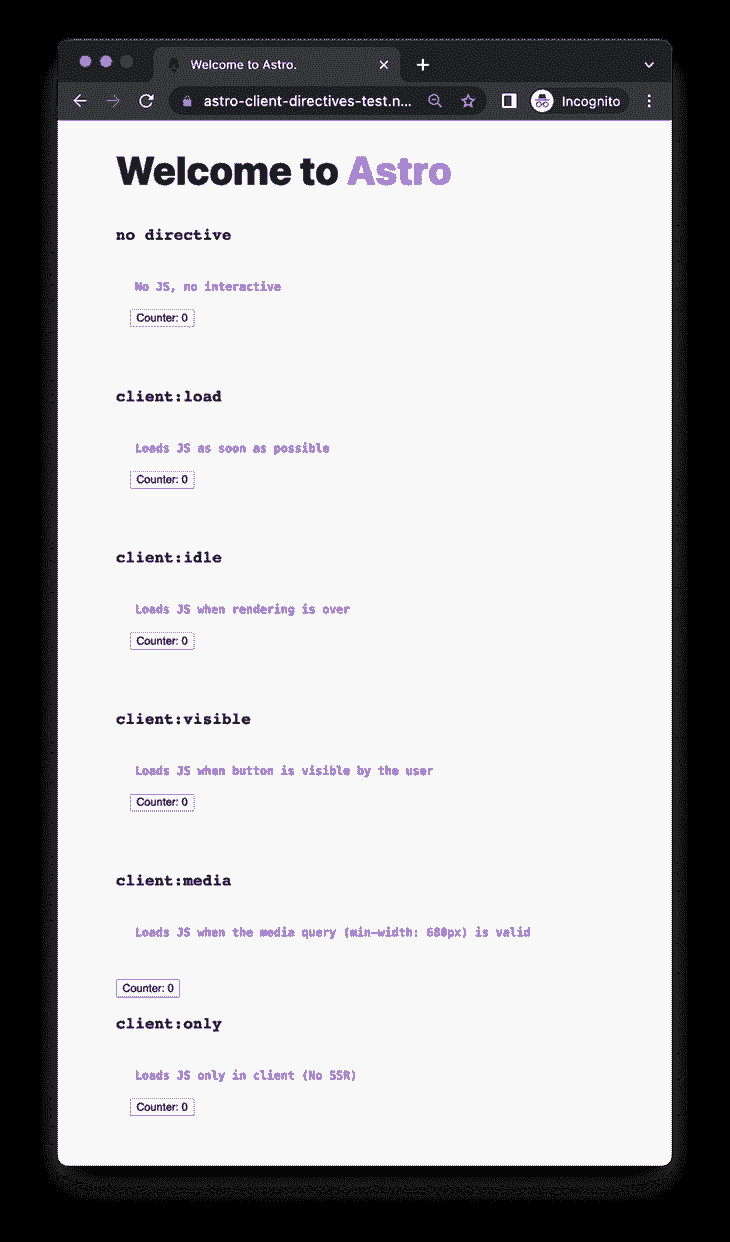 Welcome to Astro.
astro-client-directives-test.n...
Incognito
Welcome to Astro
no directive
No JS, no interactive
Counter: 0
client:load
Loads JS as soon as possible
Counter: 0
client:idle
Loads JS when rendering is over
Counter: 0
client:visible
Loads JS when button is visible by the user
Counter: 0
client:media
Loads JS when the media query (min-width: 680px) is valid
Counter: 0
client:only
Loads JS only in client (No SSR)
Counter: 0